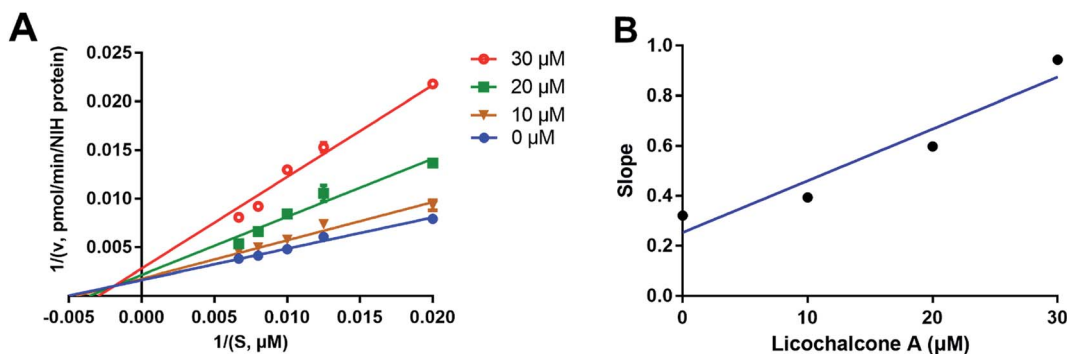 A
1/(v, pmol/min/NIH protein)
0.025
0.020
0.015
0.010
0.005
-0.005 0.000 0.005 0.010 0.015 0.020
1/(S, µM)
30 µM
20 µM
10 µM
0 µM
B
Slope
1.0
0.8
0.6
0.4
0.2
0.0
0 10 20 30
Licochalcone A (µM)